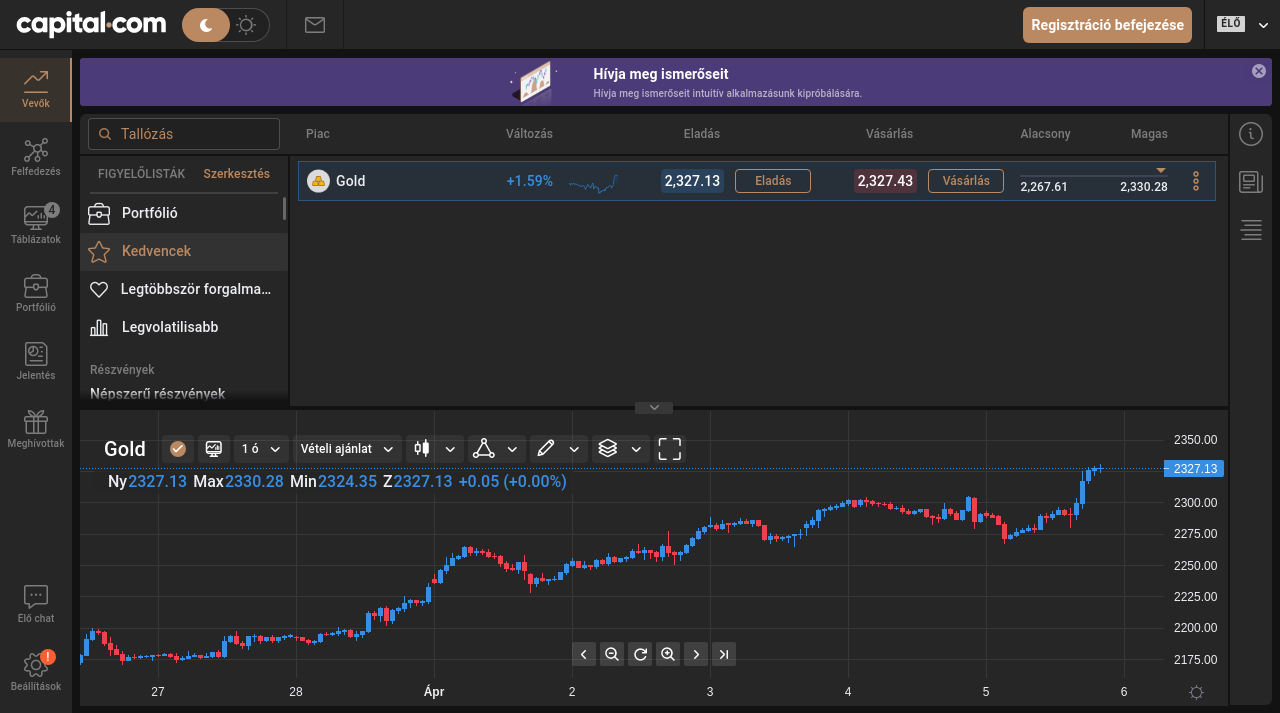 capital.com
Regisztráció befejezése
ÉLŐ
Vevők
Felfedezés
4
Táblázatok
Portfólió
Jelentés
Meghívottak
Elő chat
!
Beállítások
Hívja meg ismerőseit
Hívja meg ismerőseit intuitív alkalmazásunk kipróbálására.
Tallózás
FIGYELŐLISTÁK Szerkesztés
Portfólió
Kedvencek
Legtöbbször forgalma...
Legvolatilisabb
Részvények
Népszerű részvények
Piac Változás Eladás Vásárlás Alacsony Magas
Gold +1.59% 2,327.13 Eladás 2,327.43 Vásárlás 2,267.61 2,330.28
Gold 1 ó Vételi ajánlat
Ny2327.13 Max2330.28 Min2324.35 Z2327.13 +0.05 (+0.00%)
2350.00
2327.13
2300.00
2275.00
2250.00
2225.00
2200.00
2175.00
27 28 Ápr 2 3 4 5 6